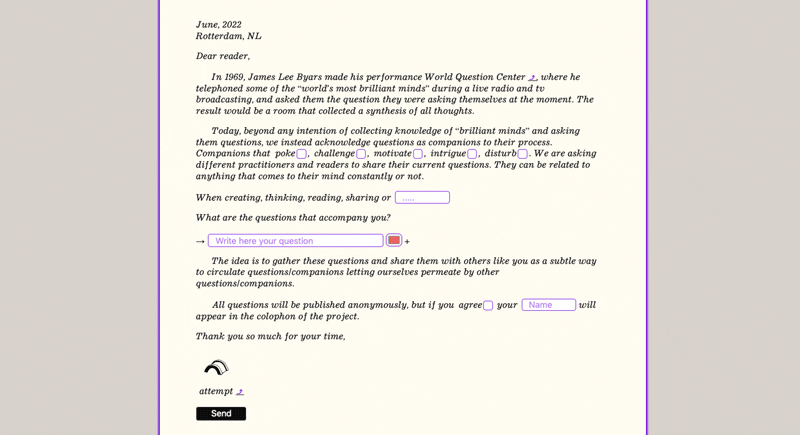 June, 2022
Rotterdam, NL
Dear reader,
In 1969, James Lee Byars made his performance World Question Center ⤴, where he
telephoned some of the “world's most brilliant minds” during a live radio and tv
broadcasting, and asked them the question they were asking themselves at the moment. The
result would be a room that collected a synthesis of all thoughts.
Today, beyond any intention of collecting knowledge of “brilliant minds” and asking
them questions, we instead acknowledge questions as companions to their process.
Companions that poke , challenge , motivate , intrigue , disturb . We are asking
different practitioners and readers to share their current questions. They can be related to
anything that comes to their mind constantly or not.
When creating, thinking, reading, sharing or .....
What are the questions that accompany you?
→ Write here your question +
The idea is to gather these questions and share them with others like you as a subtle way
to circulate questions/companions letting ourselves permeate by other
questions/companions.
All questions will be published anonymously, but if you agree your Name will
appear in the colophon of the project.
Thank you so much for your time,
attempt ⤴
Send